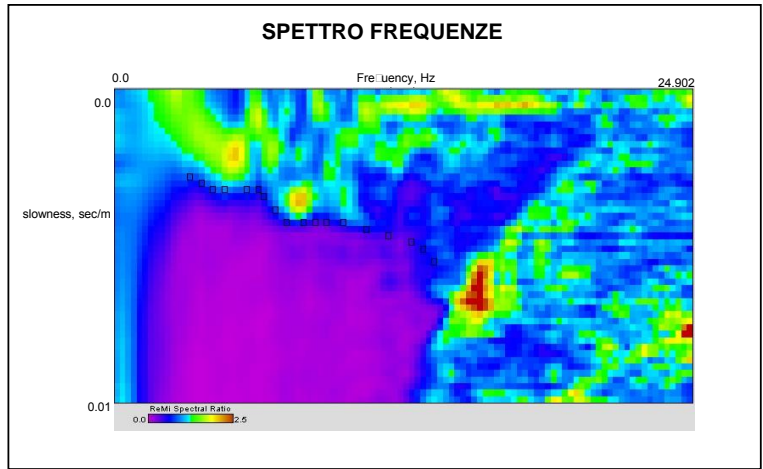 SPETTRO FREQUENZE
0.0 Fre□uency, Hz 24.902
0.0
slowness, sec/m
0.01
ReMi Spectral Ratio
0.0 2.5